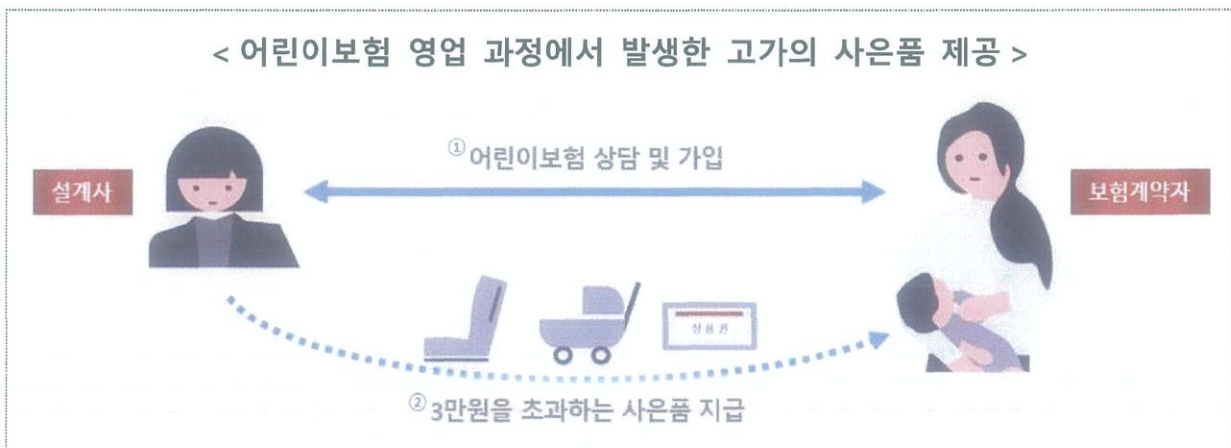 < 어린이보험 영업 과정에서 발생한 고가의 사은품 제공 >
① 어린이보험 상담 및 가입
설계사
보험계약자
상품권
② 3만원을 초과하는 사은품 지급